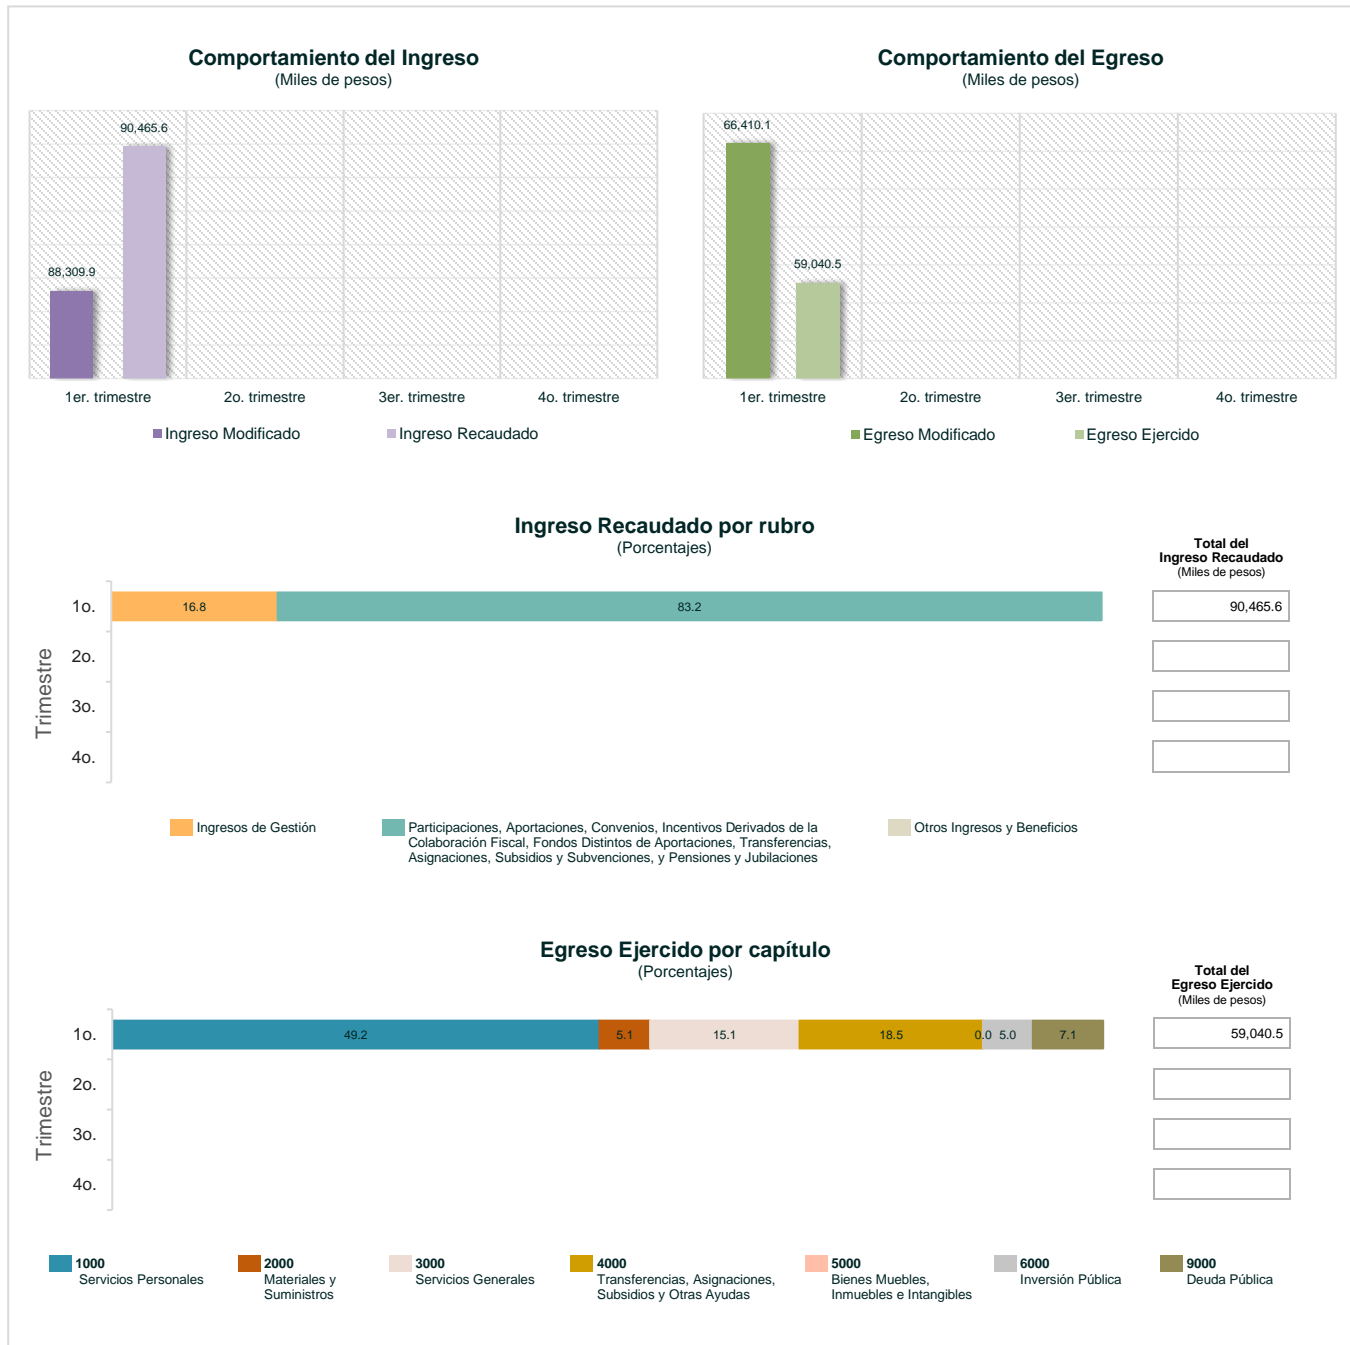 Comportamiento del Ingreso
(Miles de pesos)
90,465.6
88,309.9
1er. trimestre 2o. trimestre 3er. trimestre 4o. trimestre
Ingreso Modificado Ingreso Recaudado
Comportamiento del Egreso
(Miles de pesos)
66,410.1
59,040.5
1er. trimestre 2o. trimestre 3er. trimestre 4o. trimestre
Egreso Modificado Egreso Ejercido
Ingreso Recaudado por rubro
(Porcentajes)
Total del
Ingreso Recaudado
(Miles de pesos)
Trimestre
1o. 16.8 83.2 90,465.6
2o.
3o.
4o.
Ingresos de Gestión
Participaciones, Aportaciones, Convenios, Incentivos Derivados de la
Colaboración Fiscal, Fondos Distintos de Aportaciones, Transferencias,
Asignaciones, Subsidios y Subvenciones, y Pensiones y Jubilaciones
Otros Ingresos y Beneficios
Egreso Ejercido por capítulo
(Porcentajes)
Total del
Egreso Ejercido
(Miles de pesos)
Trimestre
1o. 49.2 5.1 15.1 18.5 0.0 5.0 7.1 59,040.5
2o.
3o.
4o.
1000
Servicios Personales
2000
Materiales y
Suministros
3000
Servicios Generales
4000
Transferencias, Asignaciones,
Subsidios y Otras Ayudas
5000
Bienes Muebles,
Inmuebles e Intangibles
6000
Inversión Pública
9000
Deuda Pública